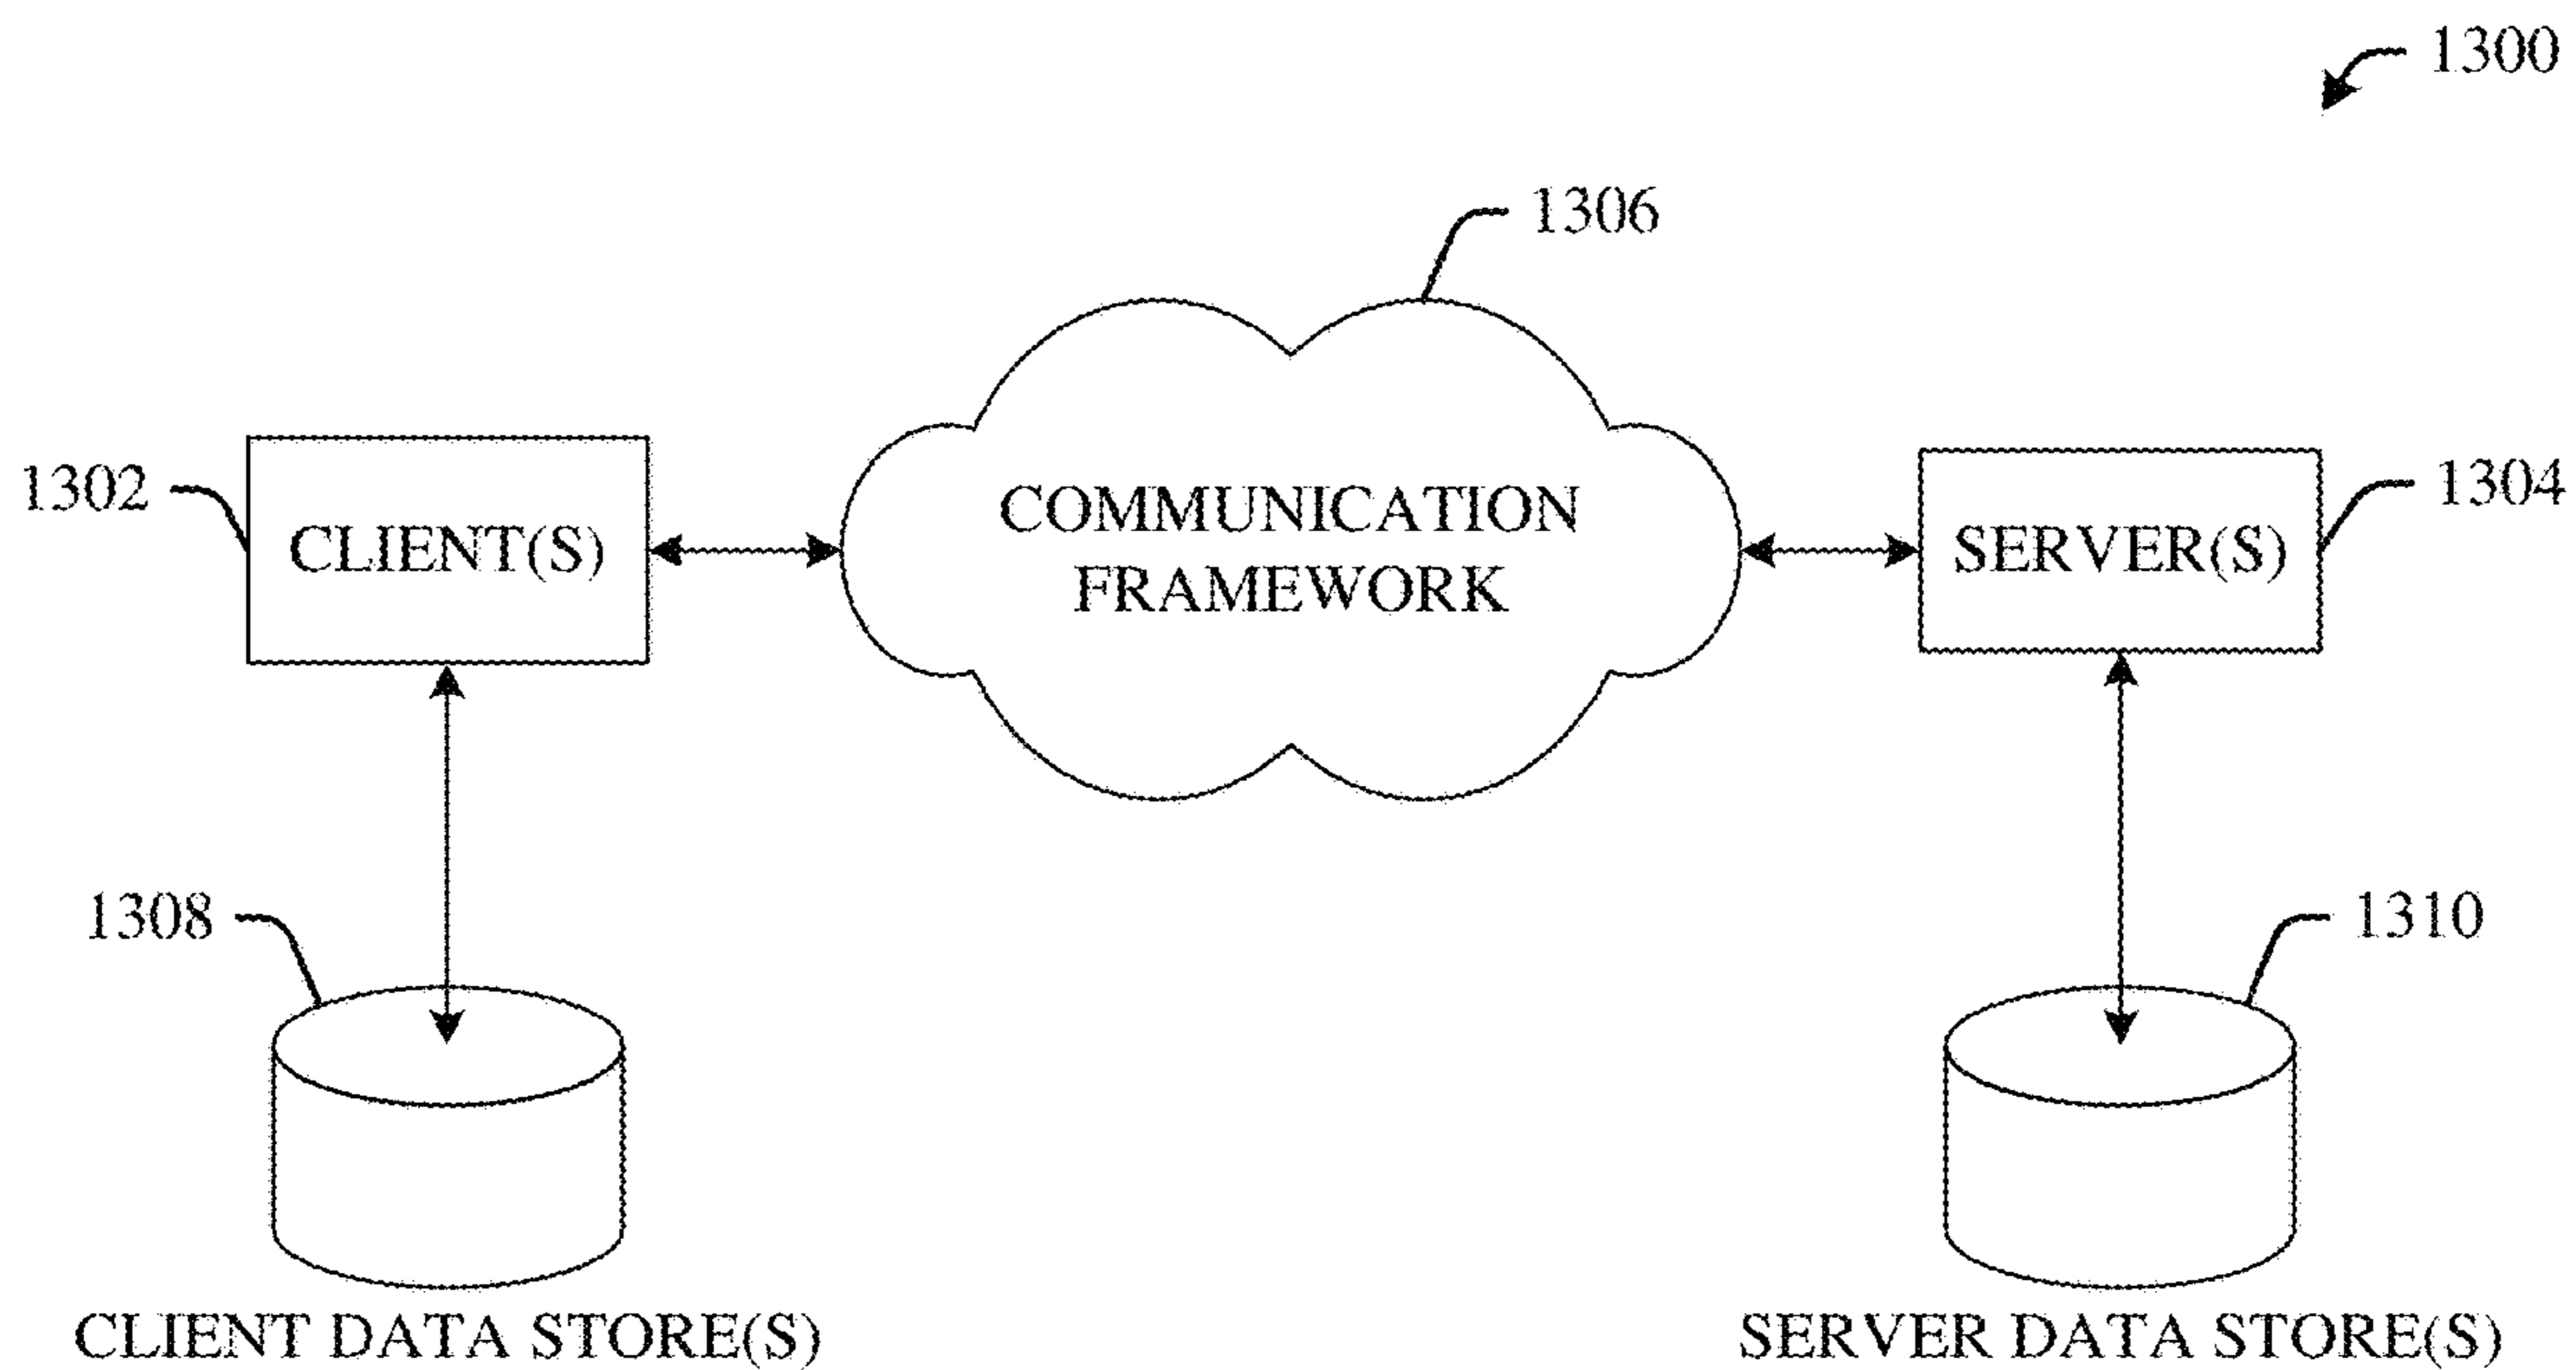 1300
1306
1302
CLIENT(S)
COMMUNICATION
FRAMEWORK
SERVER(S)
1304
1308
1310
CLIENT DATA STORE(S)
SERVER DATA STORE(S)